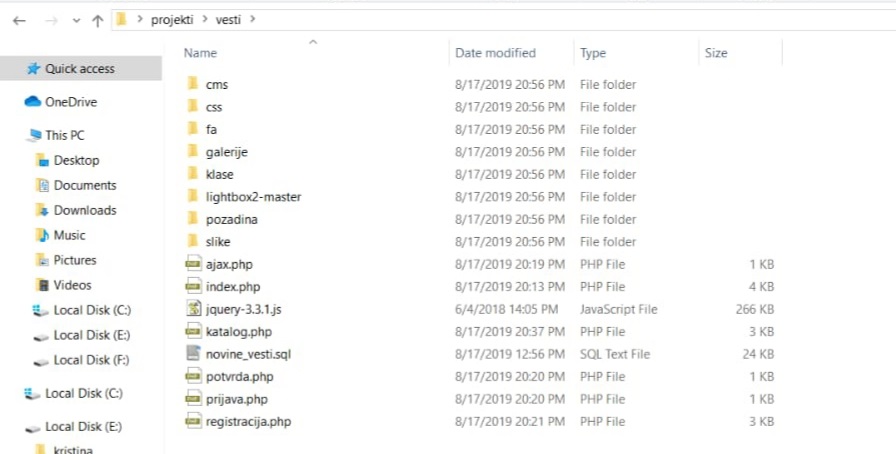 projekti > vesti >
Name Date modified Type Size
Quick access
OneDrive
This PC
Desktop
Documents
Downloads
Music
Pictures
Videos
Local Disk (C:)
Local Disk (E:)
Local Disk (F:)
Local Disk (C:)
Local Disk (E:)
kristina
cms 8/17/2019 20:56 PM File folder
css 8/17/2019 20:56 PM File folder
fa 8/17/2019 20:56 PM File folder
galerije 8/17/2019 20:56 PM File folder
klase 8/17/2019 20:56 PM File folder
lightbox2-master 8/17/2019 20:56 PM File folder
pozadina 8/17/2019 20:56 PM File folder
slike 8/17/2019 20:56 PM File folder
ajax.php 8/17/2019 20:19 PM PHP File 1 KB
index.php 8/17/2019 20:13 PM PHP File 4 KB
jquery-3.3.1.js 6/4/2018 14:05 PM JavaScript File 266 KB
katalog.php 8/17/2019 20:37 PM PHP File 3 KB
novine_vesti.sql 8/17/2019 12:56 PM SQL Text File 24 KB
potvrda.php 8/17/2019 20:20 PM PHP File 1 KB
prijava.php 8/17/2019 20:20 PM PHP File 1 KB
registracija.php 8/17/2019 20:21 PM PHP File 3 KB